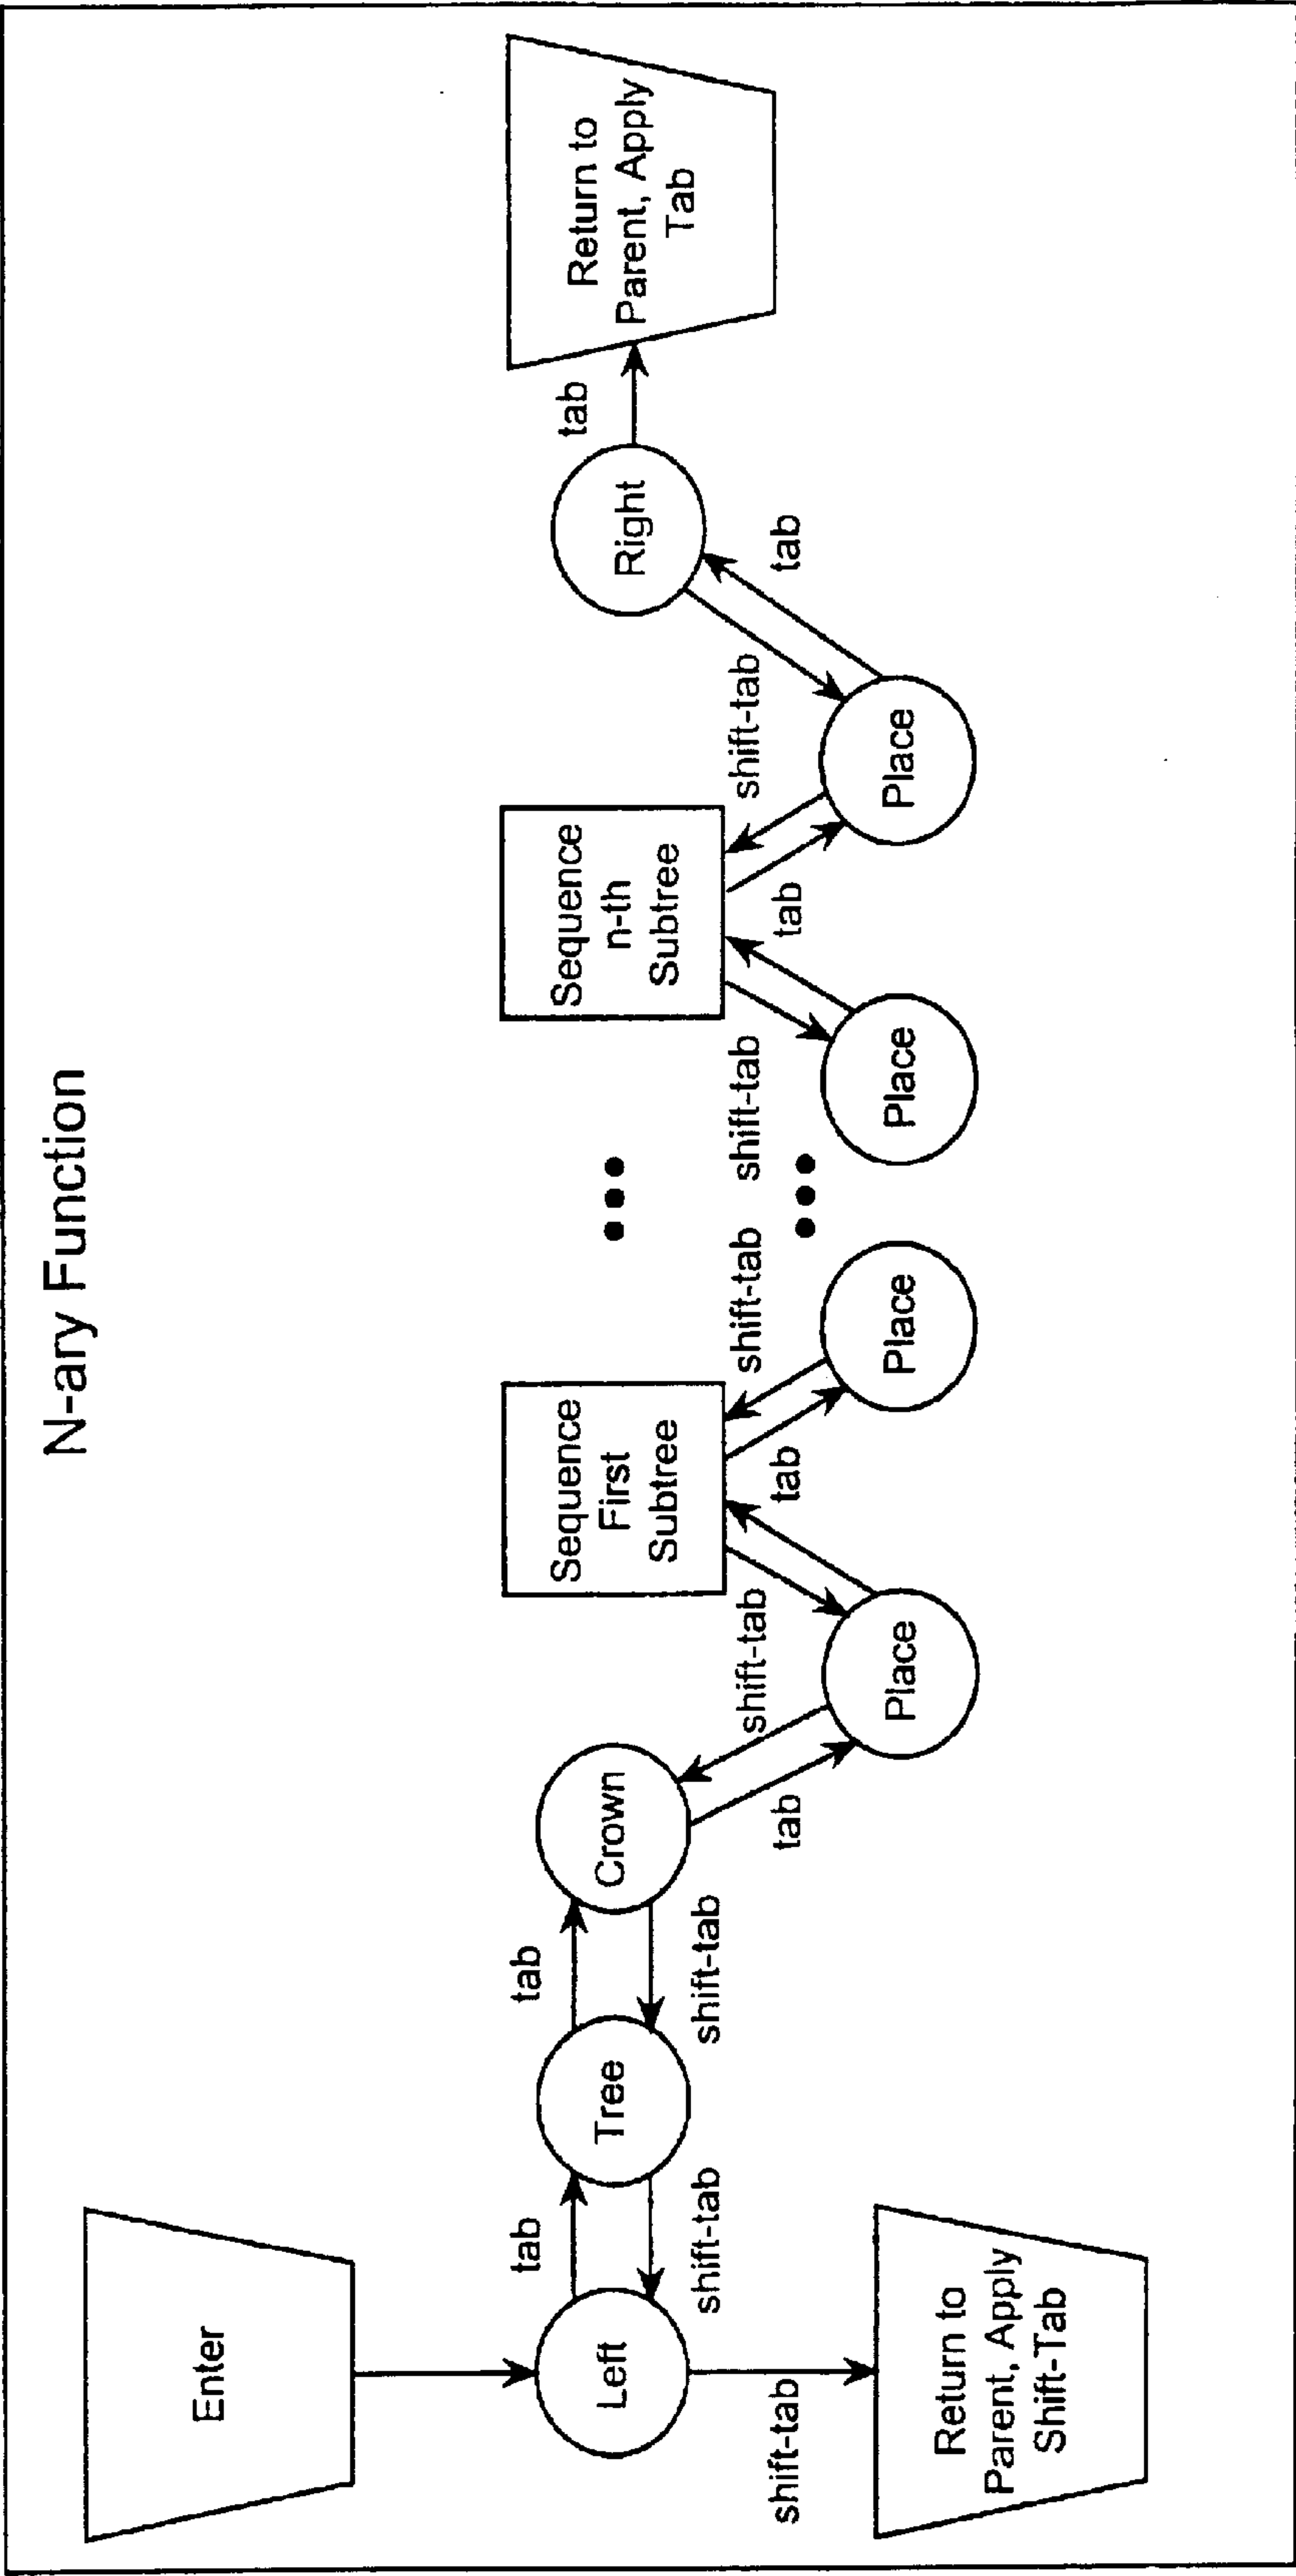 N-ary Function
Enter
Left
tab
shift-tab
shift-tab
Return to
Parent, Apply
Shift-Tab
Tree
tab
shift-tab
Crown
tab
shift-tab
Place
shift-tab
tab
Sequence
First
Subtree
shift-tab
Place
shift-tab
Place
tab
Sequence
n-th
Subtree
shift-tab
Place
tab
Right
tab
Return to
Parent, Apply
Tab